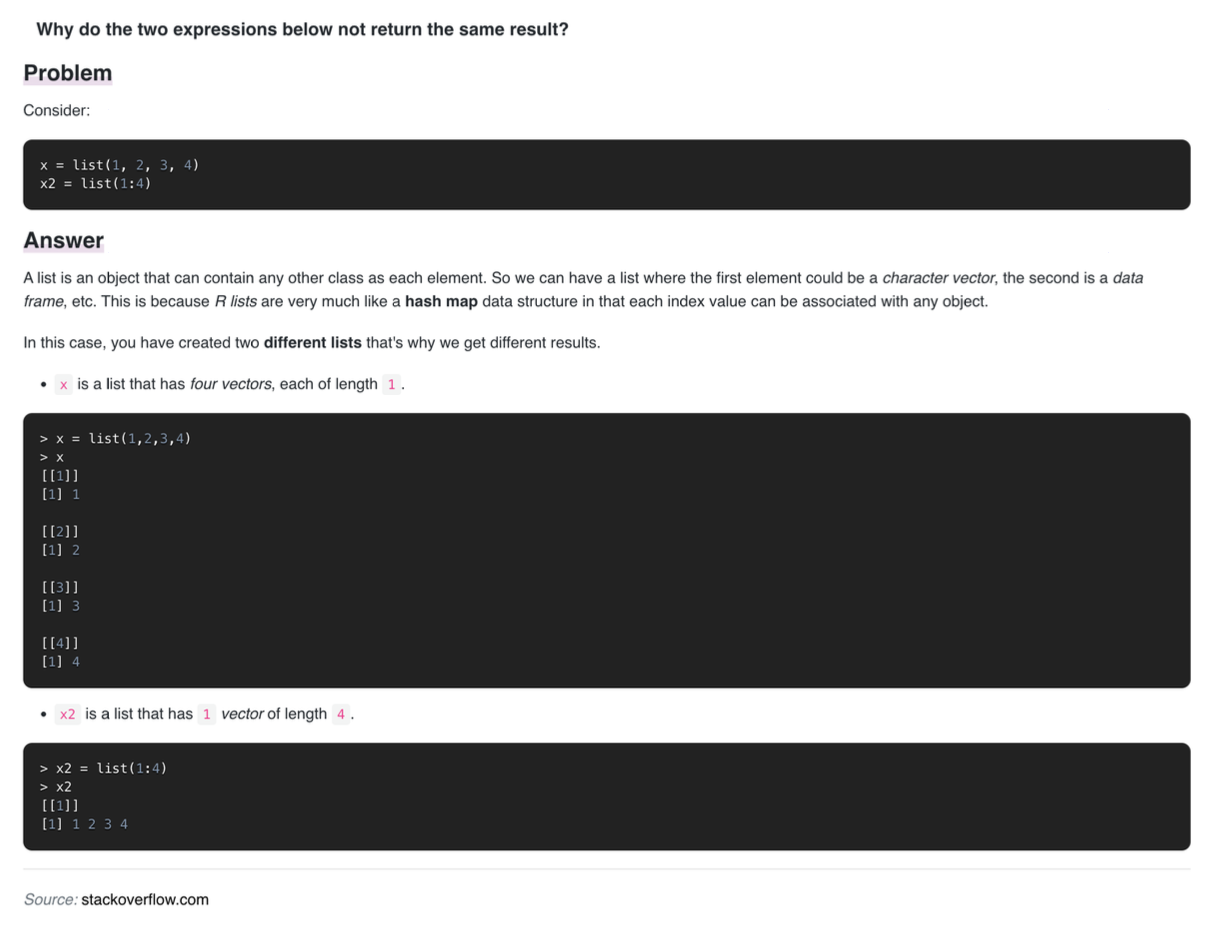 Why do the two expressions below not return the same result?
Problem
Consider:
x = list(1, 2, 3, 4)
x2 = list(1:4)
Answer
A list is an object that can contain any other class as each element. So we can have a list where the first element could be a character vector, the second is a data
frame, etc. This is because R lists are very much like a hash map data structure in that each index value can be associated with any object.
In this case, you have created two different lists that's why we get different results.
• x is a list that has four vectors, each of length 1 .
> x = list(1,2,3,4)
> x
[[1]]
[1] 1
[[2]]
[1] 2
[[3]]
[1] 3
[[4]]
[1] 4
• x2 is a list that has 1 vector of length 4 .
> x2 = list(1:4)
> x2
[[1]]
[1] 1 2 3 4
Source: stackoverflow.com